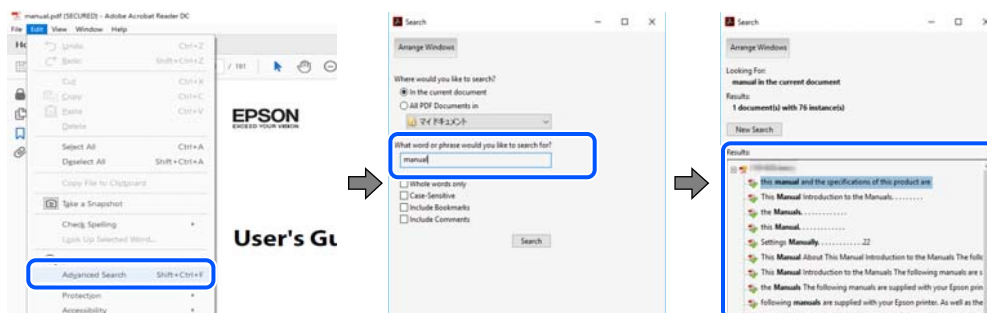 manual.pdf (SECURED) - Adobe Acrobat Reader DC
File Edit View Window Help
Undo Ctrl+Z
Redo Shift+Ctrl+Z
Cut Ctrl+X
Copy Ctrl+C
Paste Ctrl+V
Delete
Select All Ctrl+A
Deselect All Shift+Ctrl+A
Copy File to Clipboard
Take a Snapshot
Check Spelling
Look Up Selected Word...
Advanced Search Shift+Ctrl+F
Protection
Accessibility
/ 181
EPSON
EXCEED YOUR VISION
User's Gu
Search
Arrange Windows
Where would you like to search?
In the current document
All PDF Documents in
マイ ドキュメント
What word or phrase would you like to search for?
manual
Whole words only
Case-Sensitive
Include Bookmarks
Include Comments
Search
Search
Arrange Windows
Looking For:
manual in the current document
Results:
1 document(s) with 76 instance(s)
New Search
Results:
this manual and the specifications of this product are
This Manual Introduction to the Manuals. . . . . . . . .
the Manuals. . . . . . . . . . . . .
this Manual. . . . . . . . . . . . .
Settings Manually. . . . . . . . . . . . .22
This Manual About This Manual Introduction to the Manuals The follo
This Manual Introduction to the Manuals The following manuals are s
the Manuals The following manuals are supplied with your Epson prin
following manuals are supplied with your Epson printer. As well as the